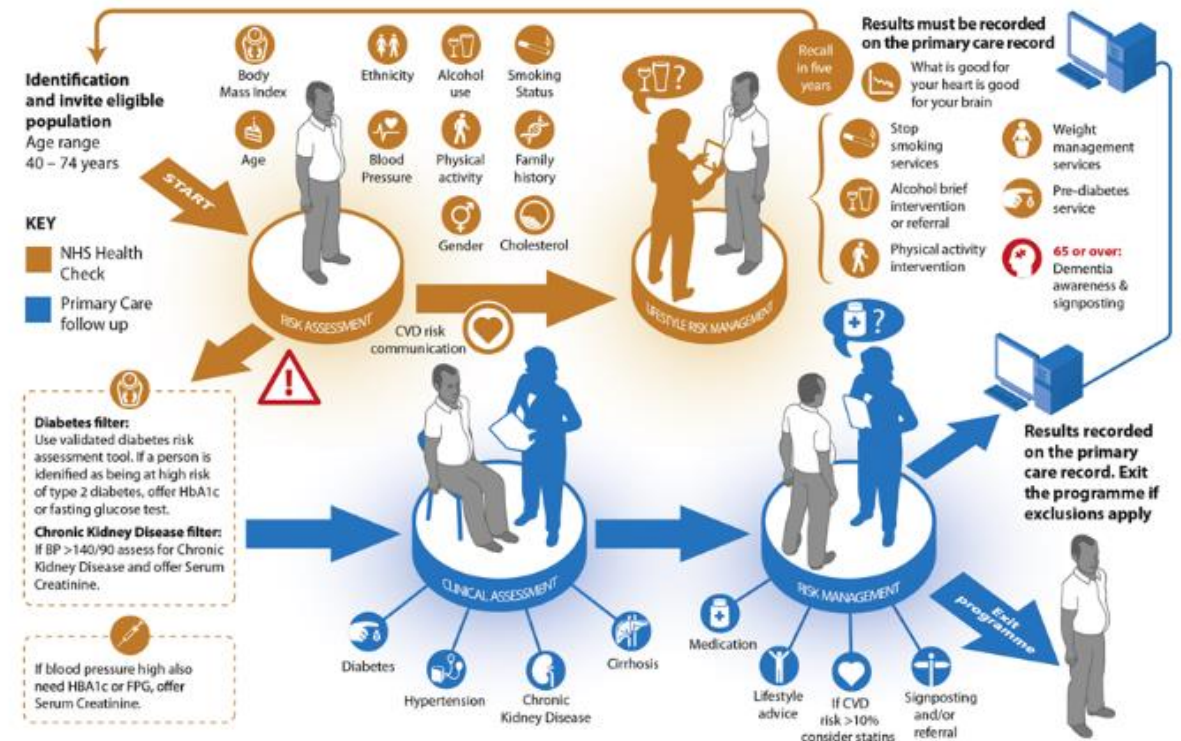 Identification
and invite eligible
population
Age range
40 – 74 years
START
KEY
NHS Health
Check
Primary Care
follow up
Body
Mass Index
Ethnicity
Alcohol
use
Smoking
Status
Age
Blood
Pressure
Physical
activity
Family
history
Gender
Cholesterol
RISK ASSESSMENT
CVD risk
communication
?
LIFESTYLE RISK MANAGEMENT
Recall
in five
years
Results must be recorded
on the primary care record
What is good for
your heart is good
for your brain
Stop
smoking
services
Alcohol brief
intervention
or referral
Physical activity
intervention
Weight
management
services
Pre-diabetes
service
65 or over:
Dementia
awareness &
signposting
!
Diabetes filter:
Use validated diabetes risk
assessment tool. If a person is
idenified as being at high risk
of type 2 diabetes, offer HbA1c
or fasting glucose test.
Chronic Kidney Disease filter:
If BP >140/90 assess for Chronic
Kidney Disease and offer Serum
Creatinine.
If blood pressure high also
need HBA1c or FPG, offer
Serum Creatinine.
CLINICAL ASSESSMENT
Diabetes
Hypertension
Chronic
Kidney Disease
Cirrhosis
?
RISK MANAGEMENT
Medication
Lifestyle
advice
If CVD
risk >10%
consider statins
Signposting
and/or
referral
Results recorded
on the primary
care record. Exit
the programme if
exclusions apply
Exit
programme